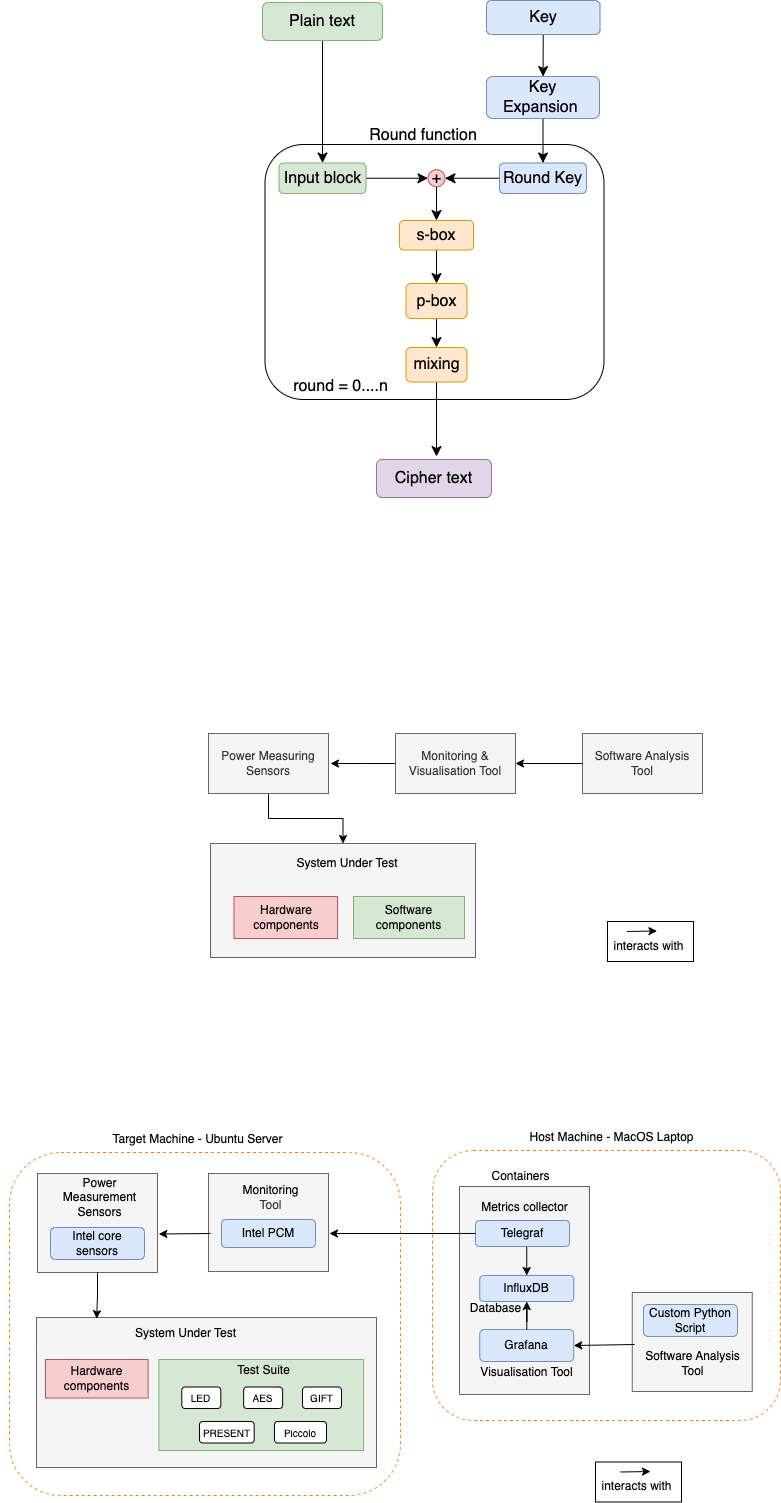 Plain text
Key
Key
Expansion
Round function
Input block
+
Round Key
s-box
p-box
mixing
round = 0....n
Cipher text
Power Measuring
Sensors
Monitoring &
Visualisation Tool
Software Analysis
Tool
System Under Test
Hardware
components
Software
components
interacts with
Target Machine - Ubuntu Server
Power
Measurement
Sensors
Intel core
sensors
Monitoring
Tool
Intel PCM
System Under Test
Hardware
components
Test Suite
LED
AES
GIFT
PRESENT
Piccolo
Host Machine - MacOS Laptop
Containers
Metrics collector
Telegraf
InfluxDB
Database
Grafana
Visualisation Tool
Custom Python
Script
Software Analysis
Tool
interacts with